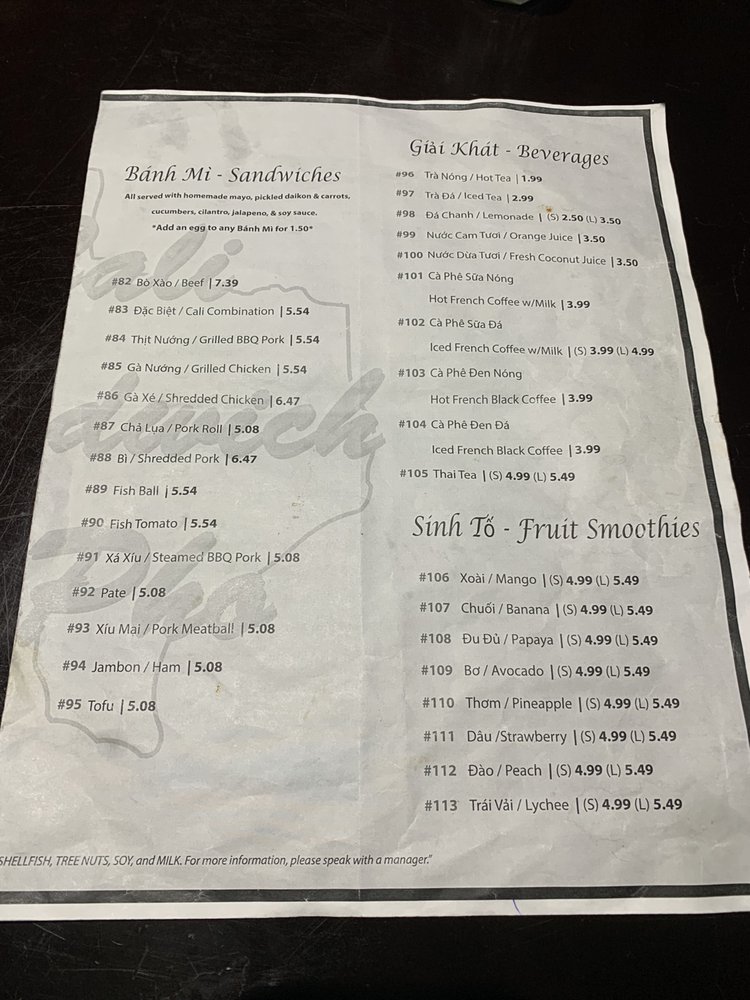 Bánh Mì - Sandwiches
All served with homemade mayo, pickled daikon & carrots,
cucumbers, cilantro, jalapeno, & soy sauce.
*Add an egg to any Bánh Mì for 1.50*
#82 Bò Xào / Beef | 7.39
#83 Đặc Biệt / Cali Combination | 5.54
#84 Thịt Nướng / Grilled BBQ Pork | 5.54
#85 Gà Nướng / Grilled Chicken | 5.54
#86 Gà Xé / Shredded Chicken | 6.47
#87 Chả Lụa / Pork Roll | 5.08
#88 Bì / Shredded Pork | 6.47
#89 Fish Ball | 5.54
#90 Fish Tomato | 5.54
#91 Xá Xíu / Steamed BBQ Pork | 5.08
#92 Pate | 5.08
#93 Xíu Mại / Pork Meatball | 5.08
#94 Jambon / Ham | 5.08
#95 Tofu | 5.08
Cali
dwich
Pho
Giải Khát - Beverages
#96 Trà Nóng / Hot Tea | 1.99
#97 Trà Đá / Iced Tea | 2.99
#98 Đá Chanh / Lemonade | (S) 2.50 (L) 3.50
#99 Nước Cam Tươi / Orange Juice | 3.50
#100 Nước Dừa Tươi / Fresh Coconut Juice | 3.50
#101 Cà Phê Sữa Nóng
Hot French Coffee w/Milk | 3.99
#102 Cà Phê Sữa Đá
Iced French Coffee w/Milk | (S) 3.99 (L) 4.99
#103 Cà Phê Đen Nóng
Hot French Black Coffee | 3.99
#104 Cà Phê Đen Đá
Iced French Black Coffee | 3.99
#105 Thai Tea | (S) 4.99 (L) 5.49
Sinh Tố - Fruit Smoothies
#106 Xoài / Mango | (S) 4.99 (L) 5.49
#107 Chuối / Banana | (S) 4.99 (L) 5.49
#108 Đu Đủ / Papaya | (S) 4.99 (L) 5.49
#109 Bơ / Avocado | (S) 4.99 (L) 5.49
#110 Thơm / Pineapple | (S) 4.99 (L) 5.49
#111 Dâu /Strawberry | (S) 4.99 (L) 5.49
#112 Đào / Peach | (S) 4.99 (L) 5.49
#113 Trái Vải / Lychee | (S) 4.99 (L) 5.49
SHELLFISH, TREE NUTS, SOY, and MILK. For more information, please speak with a manager."